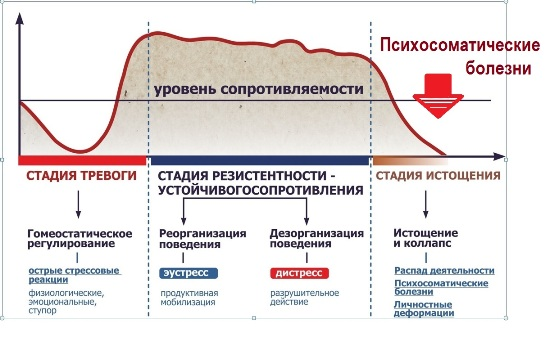 Психосоматические
болезни
уровень сопротивляемости
СТАДИЯ ТРЕВОГИ
СТАДИЯ РЕЗИСТЕНТНОСТИ -
УСТОЙЧИВОГОСОПРОТИВЛЕНИЯ
СТАДИЯ ИСТОЩЕНИЯ
Гомеостатическое
регулирование
острые стрессовые
реакции
физиологические,
эмоциональные,
ступор
Реорганизация
поведения
эустресс
продуктивная
мобилизация
Дезорганизация
поведения
дистресс
разрушительное
действие
Истощение
и коллапс
Распад деятельности
Психосоматические
болезни
Личностные
деформации